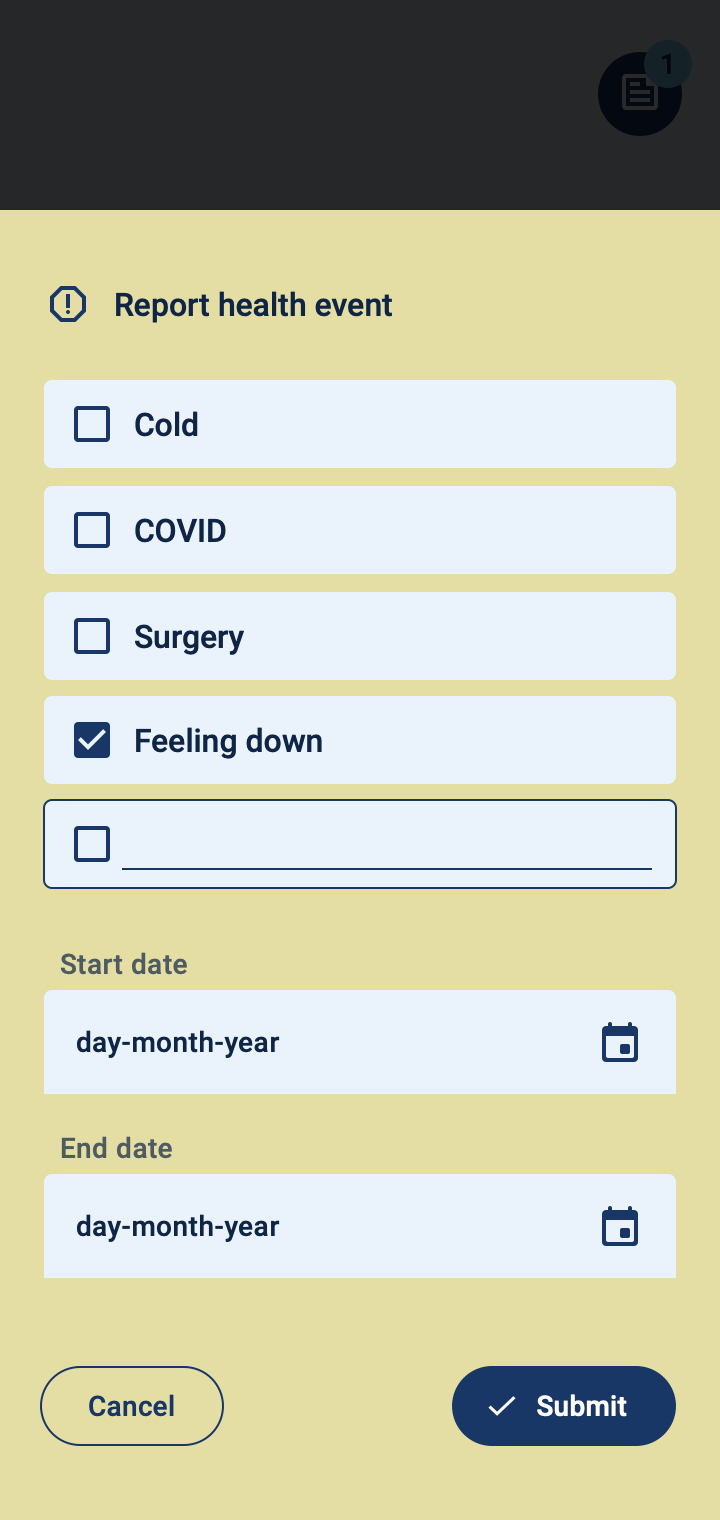 1
Report health event
Cold
COVID
Surgery
Feeling down
Start date
day-month-year
End date
day-month-year
Cancel
Submit